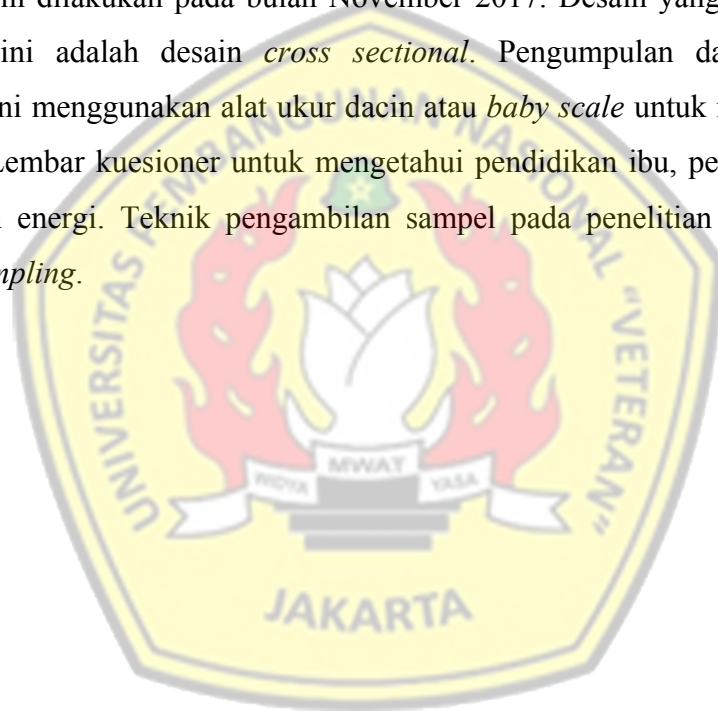 ni dilakukan pada bulan November 2017. Desain yang
ini adalah desain cross sectional. Pengumpulan da
ni menggunakan alat ukur dacin atau baby scale untuk
Lembar kuesioner untuk mengetahui pendidikan ibu, pe
energi. Teknik pengambilan sampel pada penelitian
mpling.
UNIVERSITAS PEMBANGUNAN NASIONAL "VETERAN"
WIDYA MWAT YASA
JAKARTA